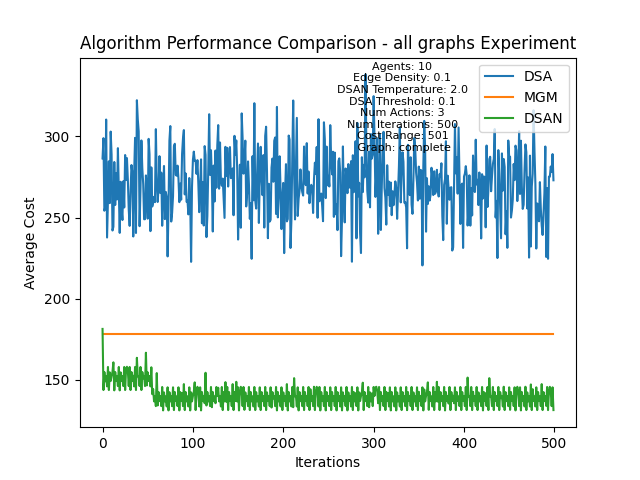 Algorithm Performance Comparison - all graphs Experiment
Agents: 10
Edge Density: 0.1
DSAN Temperature: 2.0
DSA Threshold: 0.1
Num Actions: 3
Num Iterations: 500
Cost Range: 501
Graph: complete
DSA
MGM
DSAN
Average Cost
300
250
200
150
0
100
200
300
400
500
Iterations